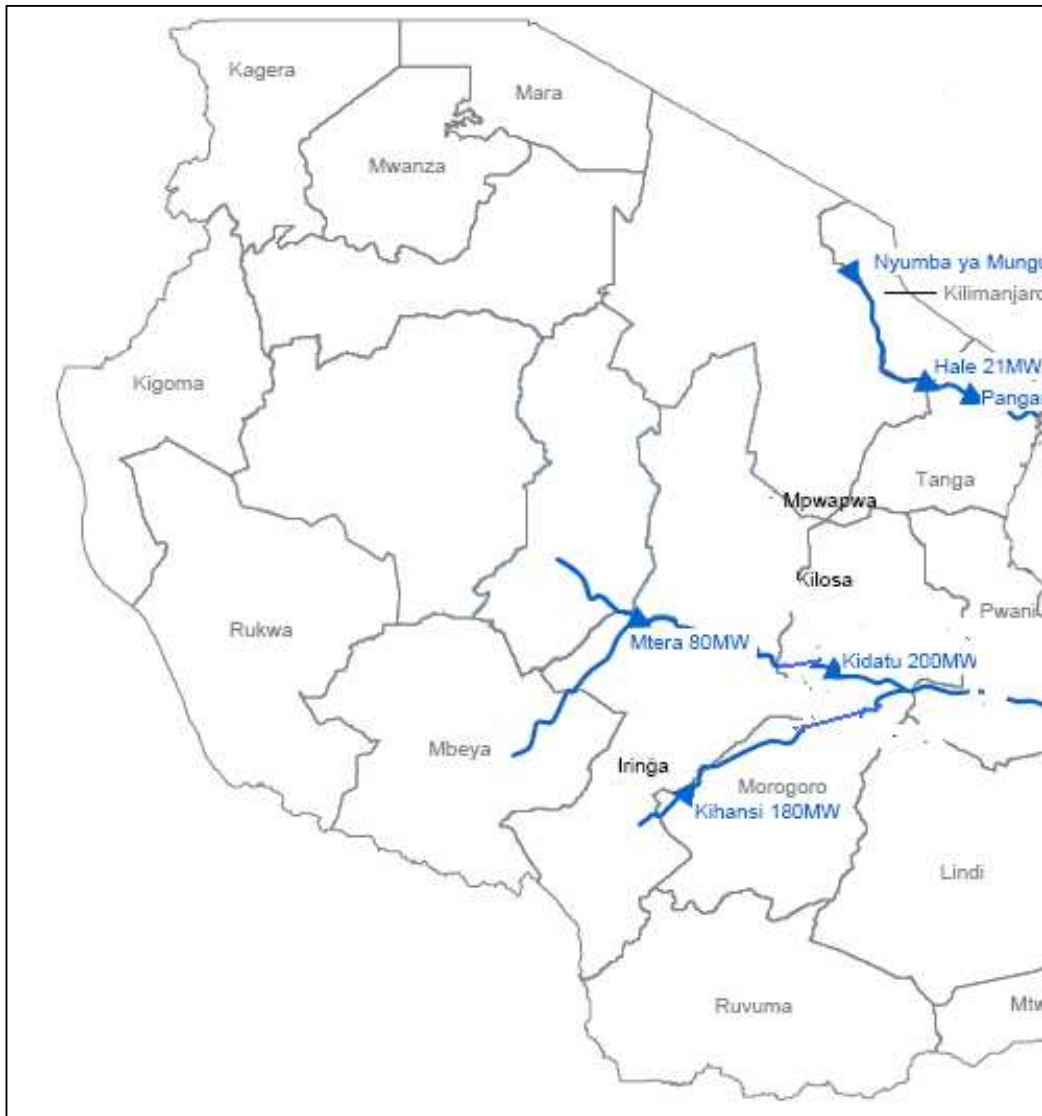 Kagera
Mara
Mwanza
Nyumba ya Mungu
Kilimanjaro
Kigoma
Hale 21MW
Tanga
Mpwapwa
Kilosa
Pwani
Rukwa
Mtera 80MW
Kidatu 200MW
Mbeya
Iringa
Morogoro
Kihansi 180MW
Lindi
Ruvuma